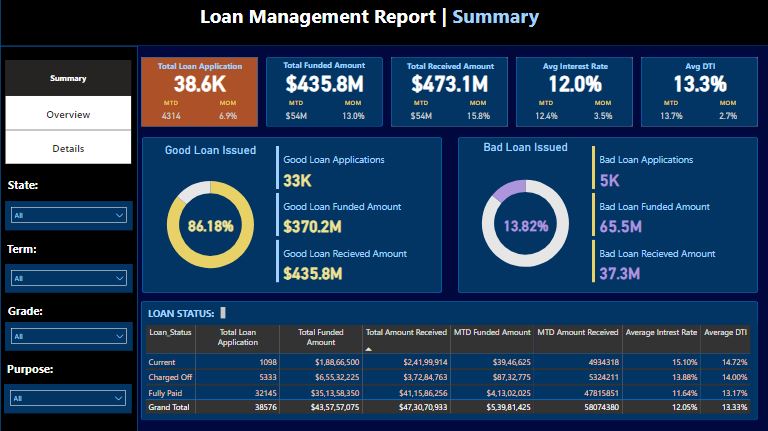 Loan Management Report | Summary
Summary
Overview
Details
State:
All
Term:
All
Grade:
All
Purpose:
All
Total Loan Application
38.6K
MTD MOM
4314 6.9%
Total Funded Amount
$435.8M
MTD MOM
$54M 13.0%
Total Received Amount
$473.1M
MTD MOM
$54M 15.8%
Avg Interest Rate
12.0%
MTD MOM
12.4% 3.5%
Avg DTI
13.3%
MTD MOM
13.7% 2.7%
Good Loan Issued
86.18%
Good Loan Applications
33K
Good Loan Funded Amount
$370.2M
Good Loan Recieved Amount
$435.8M
Bad Loan Issued
13.82%
Bad Loan Applications
5K
Bad Loan Funded Amount
65.5M
Bad Loan Recieved Amount
37.3M
LOAN STATUS:
Loan_Status Total Loan Application Total Funded Amount Total Amount Received MTD Funded Amount MTD Amount Received Average Intrest Rate Average DTI
Current 1098 $1,88,66,500 $2,41,99,914 $39,46,625 4934318 15.10% 14.72%
Charged Off 5333 $6,55,32,225 $3,72,84,763 $87,32,775 5324211 13.88% 14.00%
Fully Paid 32145 $35,13,58,350 $41,15,86,256 $4,13,02,025 47815851 11.64% 13.17%
Grand Total 38576 $43,57,57,075 $47,30,70,933 $5,39,81,425 58074380 12.05% 13.33%